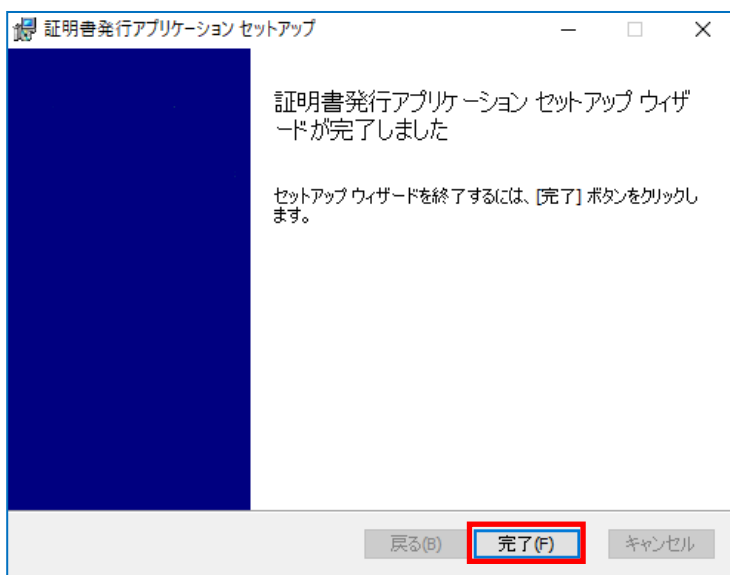 証明書発行アプリケーション セットアップ
証明書発行アプリケーション セットアップ ウィザ
ードが完了しました
セットアップ ウィザードを終了するには、[完了] ボタンをクリックし
ます。
戻る(B) 完了(F) キャンセル